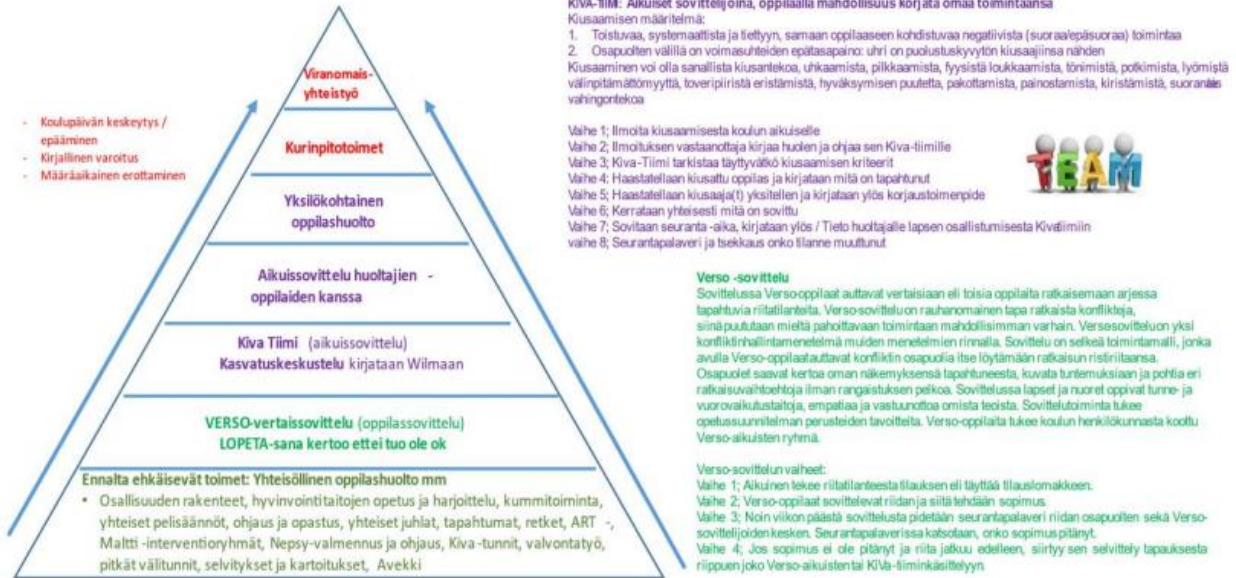 Viranomais-
yhteistyö
- Koulupäivän keskeytys /
epääminen
- Kirjallinen varoitus
- Määräaikainen erottaminen
Kurinpitotoimet
Yksilökohtainen
oppilashuolto
Aikuissovittelu huoltajien -
oppilaiden kanssa
Kiva Tiimi (aikuissovittelu)
Kasvatuskeskustelu kirjataan Wilmaan
VERSO-vertaissovittelu (oppilassovittelu)
LOPETA-sana kertoo ettei tuo ole ok
Ennalta ehkäisevät toimet: Yhteisöllinen oppilashuolto mm
• Osallisuuden rakenteet, hyvinvointitaitojen opetus ja harjoittelu, kummitoiminta,
yhteiset pelisäännöt, ohjaus ja opastus, yhteiset juhlat, tapahtumat, retket, ART -,
Maltti -interventioryhmät, Nepsy-valmennus ja ohjaus, Kiva -tunnit, valvontatyö,
pitkät välitunnit, selvitykset ja kartoitukset, Avekki
KIVA-TIIMI: Aikuiset sovittelijoina, oppilaalla mahdollisuus korjata omaa toimintaansa
Kiusaamisen määritelmä:
1. Toistuvaa, systemaattista ja tiettyyn, samaan oppilaaseen kohdistuvaa negatiivista (suoraa/epäsuoraa) toimintaa
2. Osapuolten välillä on voimasuhteiden epätasapaino: uhri on puolustuskyvytön kiusaajiinsa nähden
Kiusaaminen voi olla sanallista kiusantekoa, uhkaamista, pilkkaamista, fyysistä loukkaamista, tönimistä, potkimista, lyömistä
välinpitämättömyyttä, toveripiiristä eristämistä, hyväksymisen puutetta, pakottamista, painostamista, kiristämistä,
vahingontekoa
Vaihe 1; Ilmoita kiusaamisesta koulun aikuiselle
Vaihe 2; Ilmoituksen vastaanottaja kirjaa huolen ja ohjaa sen Kiva-tiimille
Vaihe 3; Kiva-Tiimi tarkistaa täyttyvätkö kiusaamisen kriteerit
Vaihe 4; Haastatellaan kiusattu oppilas ja kirjataan mitä on tapahtunut
Vaihe 5; Haastatellaan kiusaaja(t) yksitellen ja kirjataan ylös korjaustoimenpide
Vaihe 6; Kerrataan yhteisesti mitä on sovittu
Vaihe 7; Sovitaan seuranta -aika, kirjataan ylös / Tieto huoltajalle lapsen osallistumisesta Kivatiimiin
vaihe 8; Seurantapalaveri ja tsekkaus onko tilanne muuttunut
TEAM
Verso -sovittelu
Sovittelussa Verso-oppilaat auttavat vertaisiaan eli toisia oppilaita ratkaisemaan arjessa
tapahtuvia riitatilanteita. Verso-sovittelu on rauhanomainen tapa ratkaista konflikteja,
siinä puututaan mieltä pahoittavaan toimintaan mahdollisimman varhain. Versosovittelu on yksi
konfliktinhallintamenetelmä muiden menetelmien rinnalla. Sovittelu on selkeä toimintamalli, jonka
avulla Verso-oppilaat auttavat konfliktin osapuolia itse löytämään ratkaisun ristiriitaansa.
Osapuolet saavat kertoa oman näkemyksensä tapahtuneesta, kuvata tuntemuksiaan ja pohtia eri
ratkaisuvaihtoehtoja ilman rangaistuksen pelkoa. Sovittelussa lapset ja nuoret oppivat tunne- ja
vuorovaikutustaitoja, empatiaa ja vastuunottoa omista teoista. Sovittelutoiminta tukee
opetussuunnitelman perusteiden tavoitteita. Verso-oppilaita tukee koulun henkilökunnasta koottu
Verso-aikuisten ryhmä.
Verso-sovittelun vaiheet:
Vaihe 1; Aikuinen tekee riitatilanteesta tilauksen eli täyttää tilauslomakkeen.
Vaihe 2; Verso-oppilaat sovittelevat riidan ja siitä tehdään sopimus.
Vaihe 3; Noin viikon päästä sovittelusta pidetään seurantapalaveri riidan osapuolten sekä Verso-
sovittelijoiden kesken. Seurantapalaverissa katsotaan, onko sopimus pitänyt.
Vaihe 4; Jos sopimus ei ole pitänyt ja riita jatkuu edelleen, siirtyy sen selvittely tapauksesta
riippuen joko Verso-aikuisten tai KiVa-tiimin käsittelyyn.